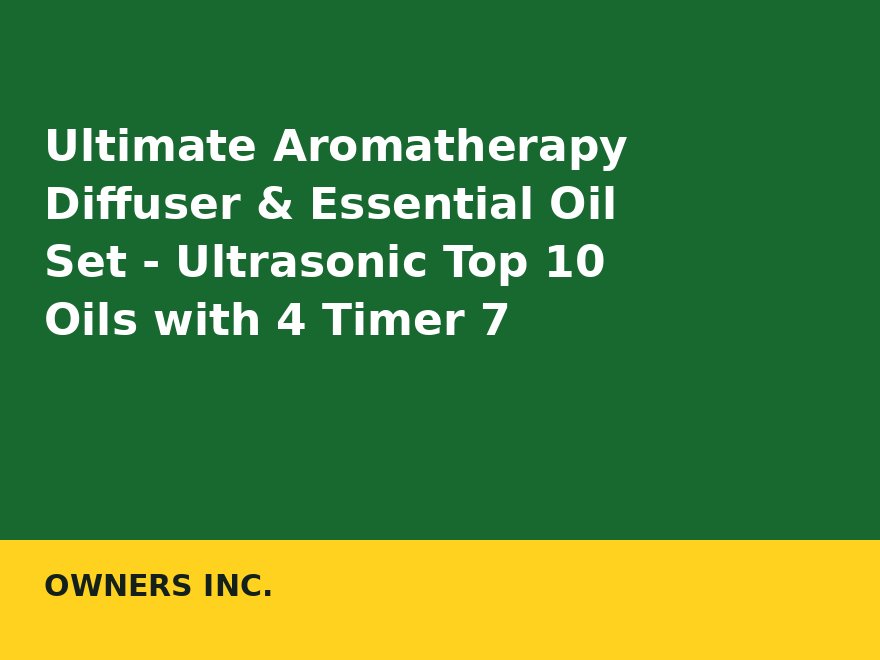 Ultimate Aromatherapy
Diffuser & Essential Oil
Set - Ultrasonic Top 10
Oils with 4 Timer 7
OWNERS INC.